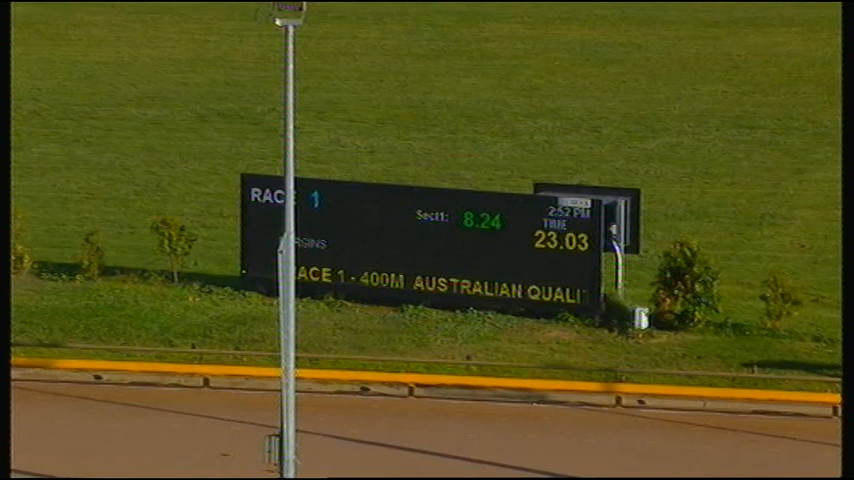 RACE 1
2:52 PM
Sect1: 8.24
TIME
23.03
RGINS
ACE 1 - 400M AUSTRALIAN QUALI